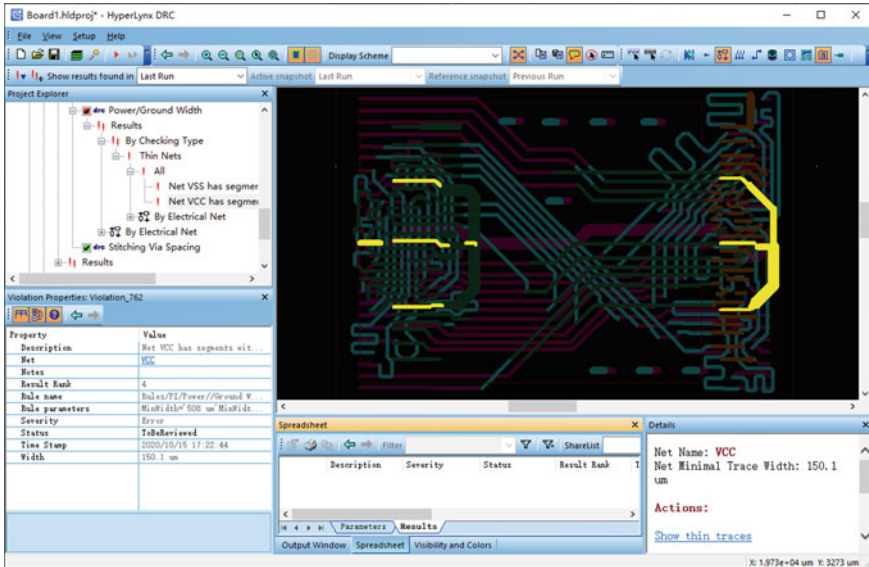 Board1.hldproj* - HyperLynx DRC
File View Setup Help
Display Scheme
Show results found in Last Run Active snapshot Last Run Reference snapshot Previous Run
Project Explorer
drc Power/Ground Width
Results
By Checking Type
Thin Nets
All
Net VSS has segmer
Net VCC has segmer
By Electrical Net
By Electrical Net
drc Stitching Via Spacing
Results
Violation Properties: Violation_762
Property Value
Description Net VCC has segments wit...
Net VCC
Notes
Result Rank 4
Rule name Rules/PI/Power//Ground W...
Rule parameters MinWidth=`508 um`MinWidt...
Severity Error
Status ToBeReviewed
Time Stamp 2020/10/15 17:22:44
Width 150.1 um
Spreadsheet
Filter ShareList
Description Severity Status Result Rank
Parameters Results
Output Window Spreadsheet Visibility and Colors
Details
Net Name: VCC
Net Minimal Trace Width: 150.1
um
Actions:
Show thin traces
X: 1.973e+04 um Y: 3273 um